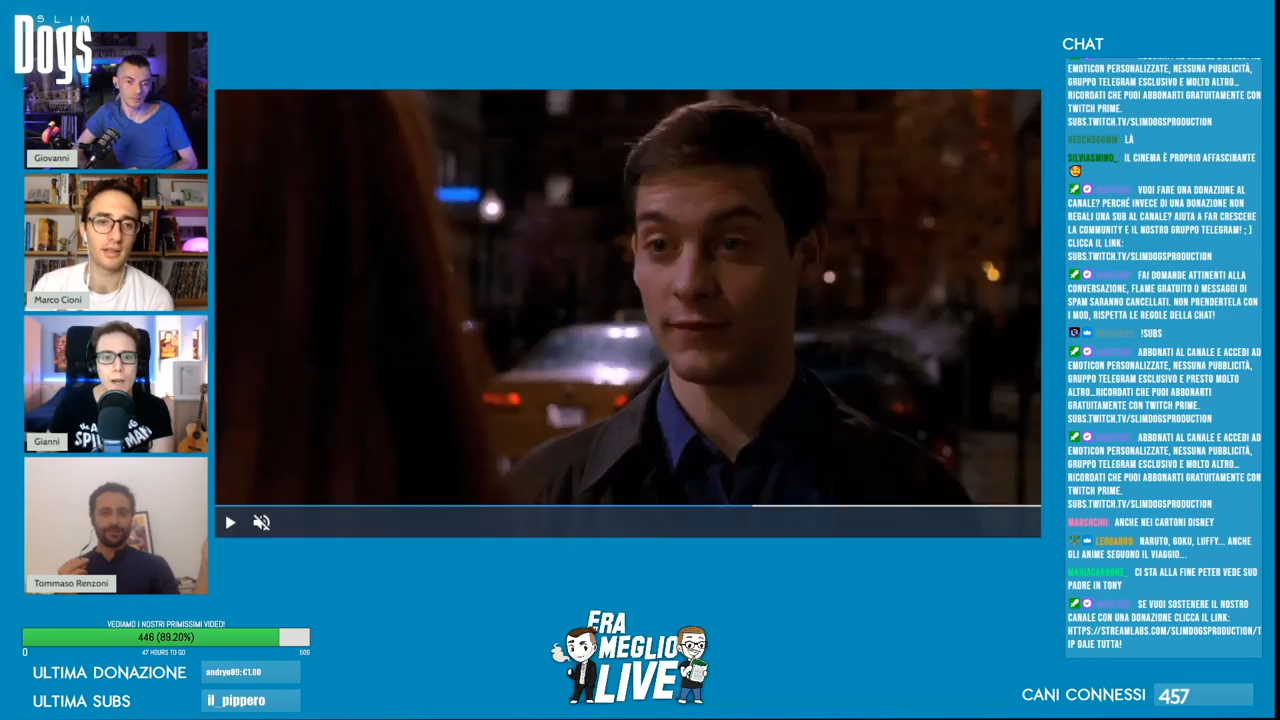 SLIM
Dogs
Giovanni
Marco Cioni
Gianni
THE AMAZING
SPIDER-MAN
Tommaso Renzoni
VEDIAMO I NOSTRI PRIMISSIMI VIDEO!
446 (89.20%)
0
47 HOURS TO GO
500
ULTIMA DONAZIONE
andryu89: €1.00
ULTIMA SUBS
il_pippero
ERA
MEGLIO
LIVE
CHAT
EMOTICON PERSONALIZZATE, NESSUNA PUBBLICITÀ,
GRUPPO TELEGRAM ESCLUSIVO E MOLTO ALTRO...
RICORDATI CHE PUOI ABBONARTI GRATUITAMENTE CON
TWITCH PRIME.
SUBS.TWITCH.TV/SLIMDOGSPRODUCTION
LÀ
SILVIASMIND_: IL CINEMA È PROPRIO AFFASCINANTE
VUOI FARE UNA DONAZIONE AL
CANALE? PERCHÉ INVECE DI UNA DONAZIONE NON
REGALI UNA SUB AL CANALE? AIUTA A FAR CRESCERE
LA COMMUNITY E IL NOSTRO GRUPPO TELEGRAM! ; ]
CLICCA IL LINK:
SUBS.TWITCH.TV/SLIMDOGSPRODUCTION
FAI DOMANDE ATTINENTI ALLA
CONVERSAZIONE, FLAME GRATUITO O MESSAGGI DI
SPAM SARANNO CANCELLATI. NON PRENDERTELA CON
I MOD, RISPETTA LE REGOLE DELLA CHAT!
!SUBS
ABBONATI AL CANALE E ACCEDI AD
EMOTICON PERSONALIZZATE, NESSUNA PUBBLICITÀ,
GRUPPO TELEGRAM ESCLUSIVO E PRESTO MOLTO
ALTRO...RICORDATI CHE PUOI ABBONARTI
GRATUITAMENTE CON TWITCH PRIME.
SUBS.TWITCH.TV/SLIMDOGSPRODUCTION
ABBONATI AL CANALE E ACCEDI AD
EMOTICON PERSONALIZZATE, NESSUNA PUBBLICITÀ,
GRUPPO TELEGRAM ESCLUSIVO E MOLTO ALTRO...
RICORDATI CHE PUOI ABBONARTI GRATUITAMENTE CON
TWITCH PRIME.
SUBS.TWITCH.TV/SLIMDOGSPRODUCTION
ANCHE NEI CARTONI DISNEY
NARUTO, GOKU, LUFFY... ANCHE
GLI ANIME SEGUONO IL VIAGGIO...
MARIACARBONE_: CI STA ALLA FINE PETER VEDE SUO
PADRE IN TONY
SE VUOI SOSTENERE IL NOSTRO
CANALE CON UNA DONAZIONE CLICCA IL LINK:
HTTPS://STREAMLABS.COM/SLIMDOGSPRODUCTION/T
IP DAJE TUTTA!
CANI CONNESSI 457